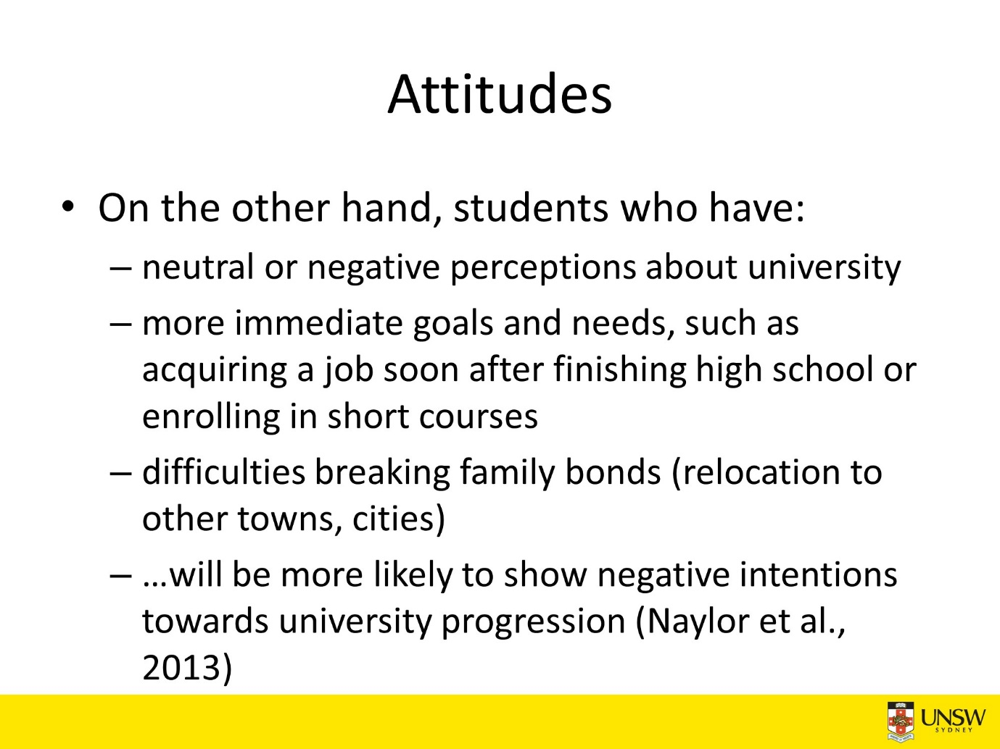 Attitudes
• On the other hand, students who have:
– neutral or negative perceptions about university
– more immediate goals and needs, such as
acquiring a job soon after finishing high school or
enrolling in short courses
– difficulties breaking family bonds (relocation to
other towns, cities)
– …will be more likely to show negative intentions
towards university progression (Naylor et al.,
2013)
UNSW
SYDNEY